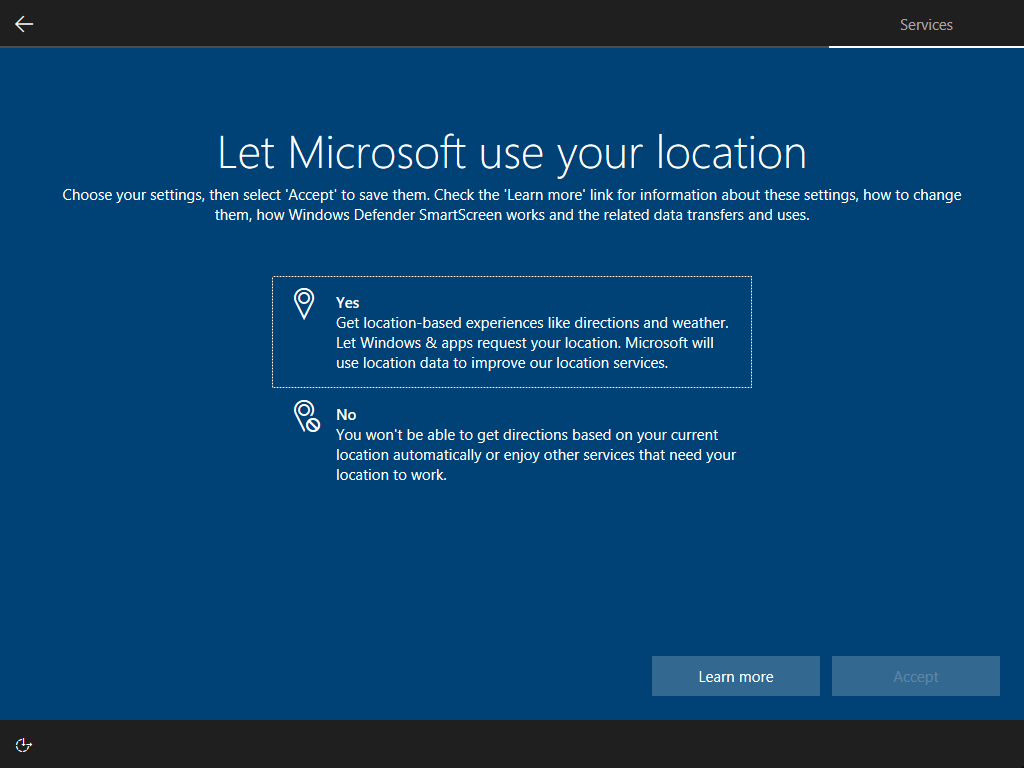 Services
Let Microsoft use your location
Choose your settings, then select 'Accept' to save them. Check the 'Learn more' link for information about these settings, how to change
them, how Windows Defender SmartScreen works and the related data transfers and uses.
Yes
Get location-based experiences like directions and weather.
Let Windows & apps request your location. Microsoft will
use location data to improve our location services.
No
You won't be able to get directions based on your current
location automatically or enjoy other services that need your
location to work.
Learn more
Accept